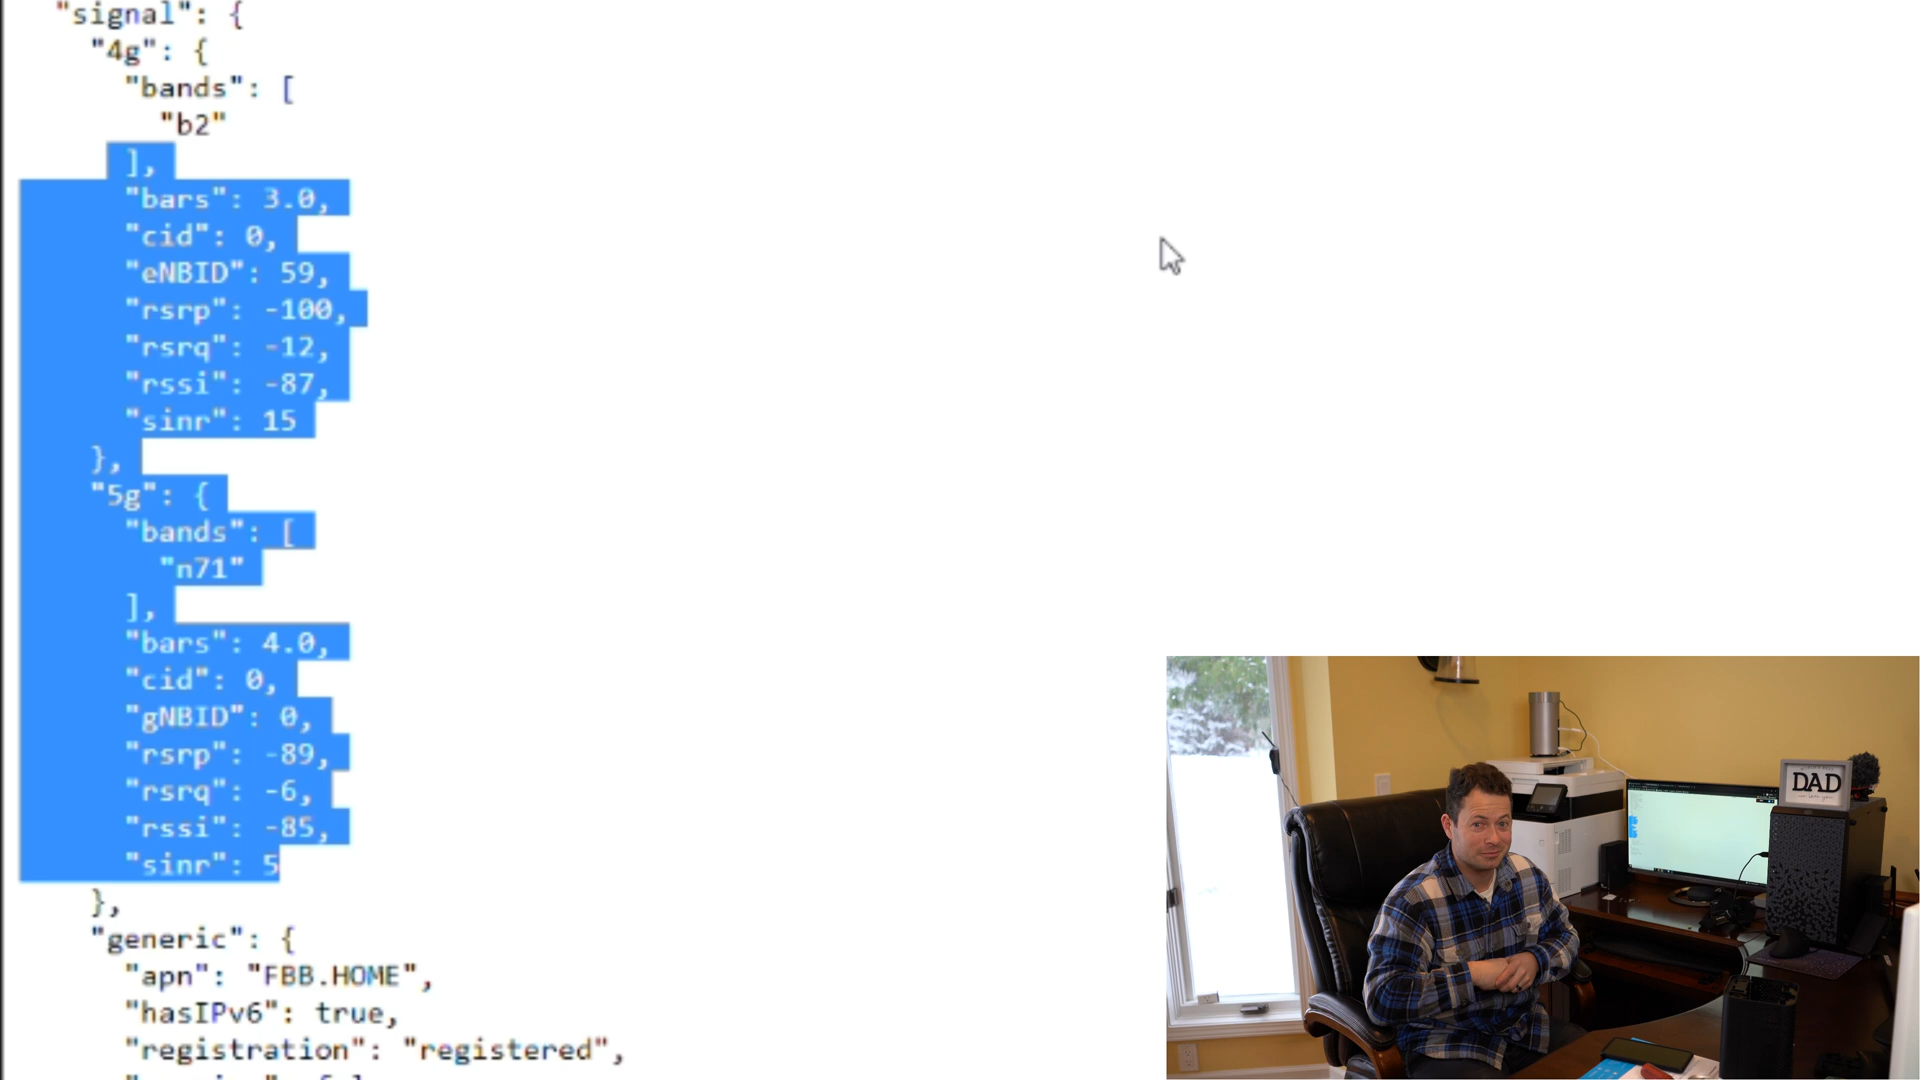 "signal": {
"4g": {
"bands": [
"b2"
],
"bars": 3.0,
"cid": 0,
"eNBID": 59,
"rsrp": -100,
"rsrq": -12,
"rssi": -87,
"sinr": 15
},
"5g": {
"bands": [
"n71"
],
"bars": 4.0,
"cid": 0,
"gNBID": 0,
"rsrp": -89,
"rsrq": -6,
"rssi": -85,
"sinr": 5
},
"generic": {
"apn": "FBB.HOME",
"hasIPv6": true,
"registration": "registered",
DAD